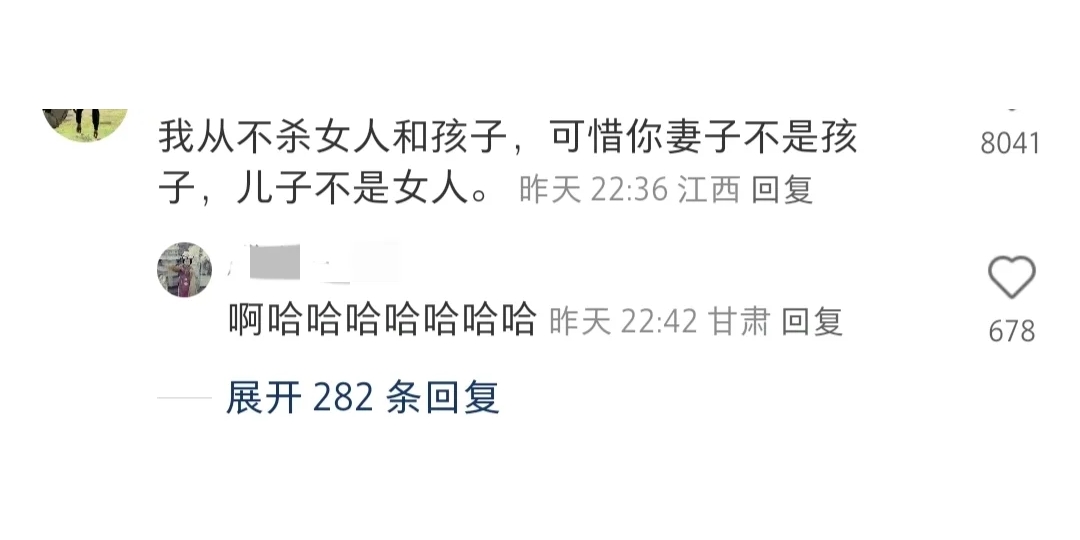 我从不杀女人和孩子，可惜你妻子不是孩
8041
子，儿子不是女人。 昨天 22:36 江西 回复
啊哈哈哈哈哈哈哈 昨天 22:42 甘肃 回复
678
展开 282 条回复